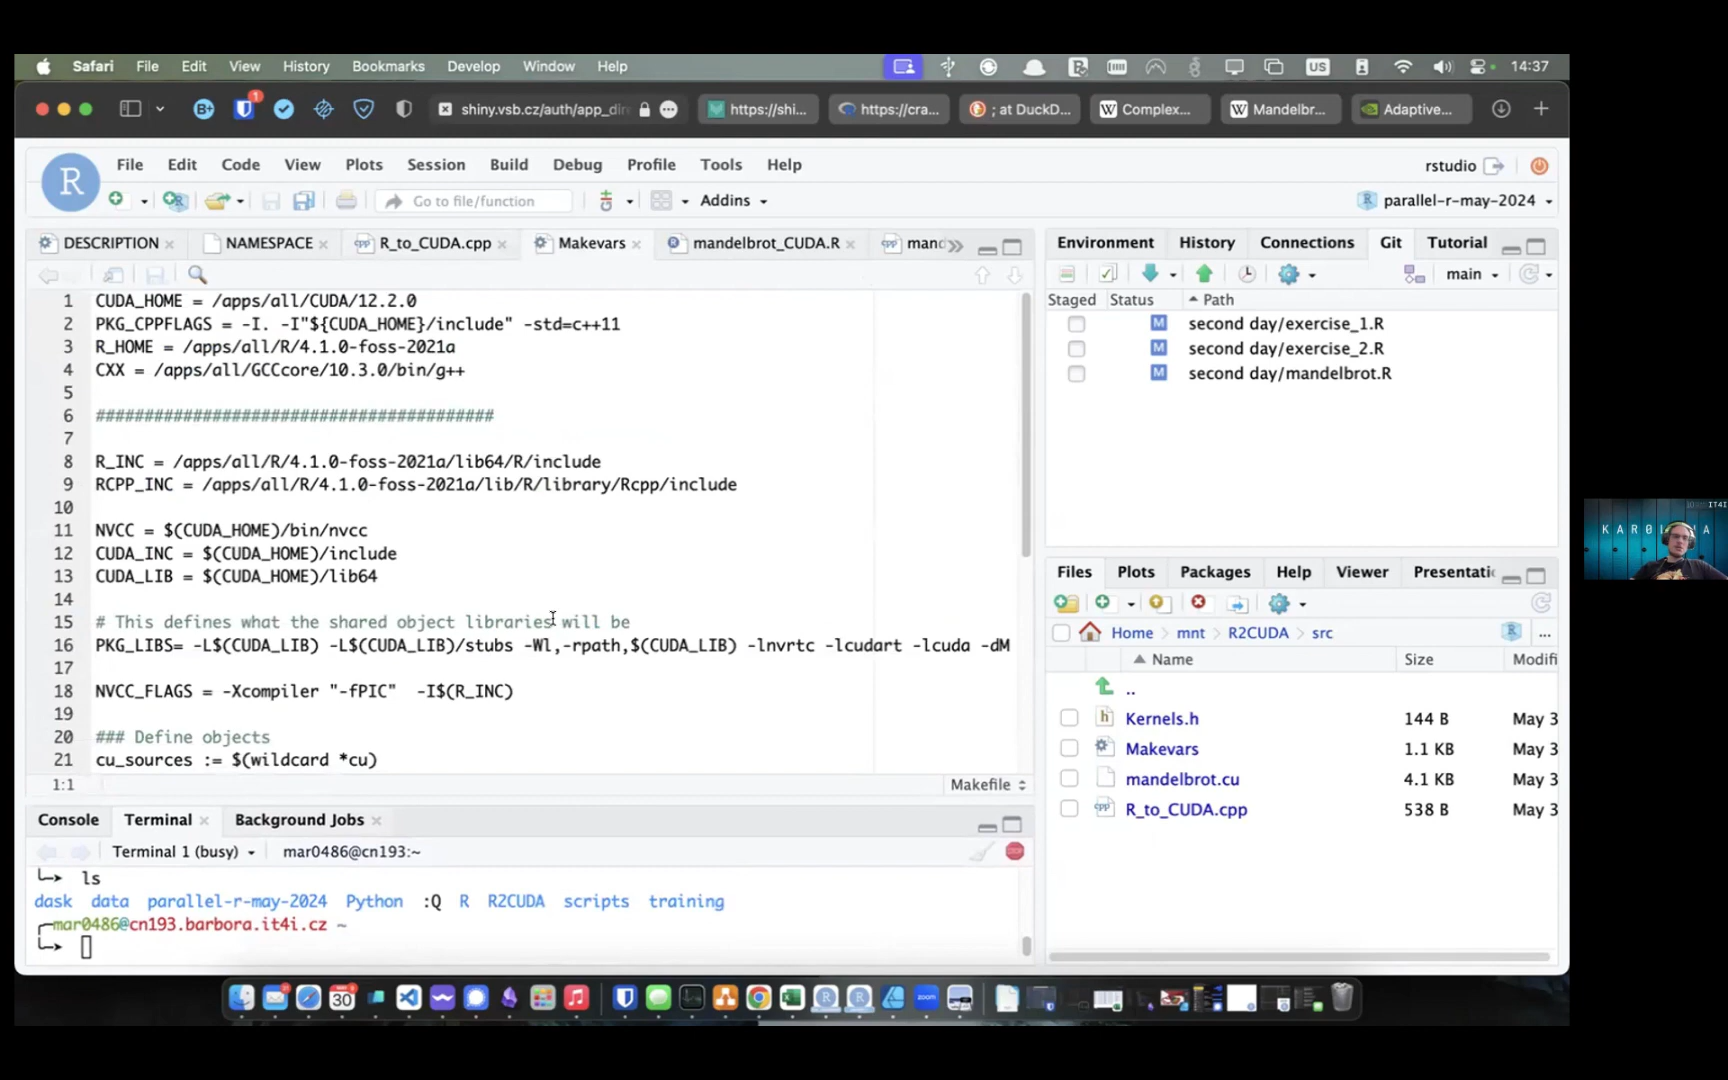 Safari File Edit View History Bookmarks Develop Window Help US 14:37
shiny.vsb.cz/auth/app_dir https://shi... https://cra... ; at DuckD... Complex... Mandelbr... Adaptive...
File Edit Code View Plots Session Build Debug Profile Tools Help rstudio
Go to file/function Addins parallel-r-may-2024
DESCRIPTION NAMESPACE R_to_CUDA.cpp Makevars mandelbrot_CUDA.R mand
1 CUDA_HOME = /apps/all/CUDA/12.2.0
2 PKG_CPPFLAGS = -I. -I"${CUDA_HOME}/include" -std=c++11
3 R_HOME = /apps/all/R/4.1.0-foss-2021a
4 CXX = /apps/all/GCCcore/10.3.0/bin/g++
5
6 #########################################
7
8 R_INC = /apps/all/R/4.1.0-foss-2021a/lib64/R/include
9 RCPP_INC = /apps/all/R/4.1.0-foss-2021a/lib/R/library/Rcpp/include
10
11 NVCC = $(CUDA_HOME)/bin/nvcc
12 CUDA_INC = $(CUDA_HOME)/include
13 CUDA_LIB = $(CUDA_HOME)/lib64
14
15 # This defines what the shared object libraries will be
16 PKG_LIBS= -L$(CUDA_LIB) -L$(CUDA_LIB)/stubs -Wl,-rpath,$(CUDA_LIB) -lnvrtc -lcudart -lcuda -dM
17
18 NVCC_FLAGS = -Xcompiler "-fPIC" -I$(R_INC)
19
20 ### Define objects
21 cu_sources := $(wildcard *cu)
1:1 Makefile
Console Terminal Background Jobs
Terminal 1 (busy) mar0486@cn193:~
ls
dask data parallel-r-may-2024 Python :Q R R2CUDA scripts training
mar0486@cn193.barbora.it4i.cz ~
Environment History Connections Git Tutorial
main
Staged Status Path
M second day/exercise_1.R
M second day/exercise_2.R
M second day/mandelbrot.R
Files Plots Packages Help Viewer Presentati
Home mnt R2CUDA src ...
Name Size Modifi
..
Kernels.h 144 B May 3
Makevars 1.1 KB May 3
mandelbrot.cu 4.1 KB May 3
R_to_CUDA.cpp 538 B May 3
IT4I
KAROL NA
30
zoom